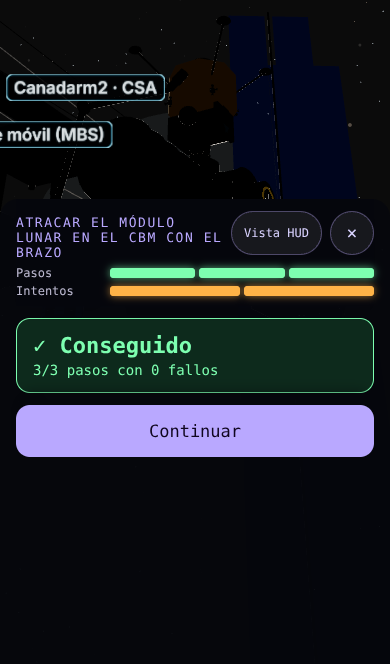 Canadarm2 · CSA
móvil (MBS)
ATRACAR EL MÓDULO
LUNAR EN EL CBM CON EL
BRAZO
Vista HUD
×
Pasos
Intentos
✓ Conseguido
3/3 pasos con 0 fallos
Continuar